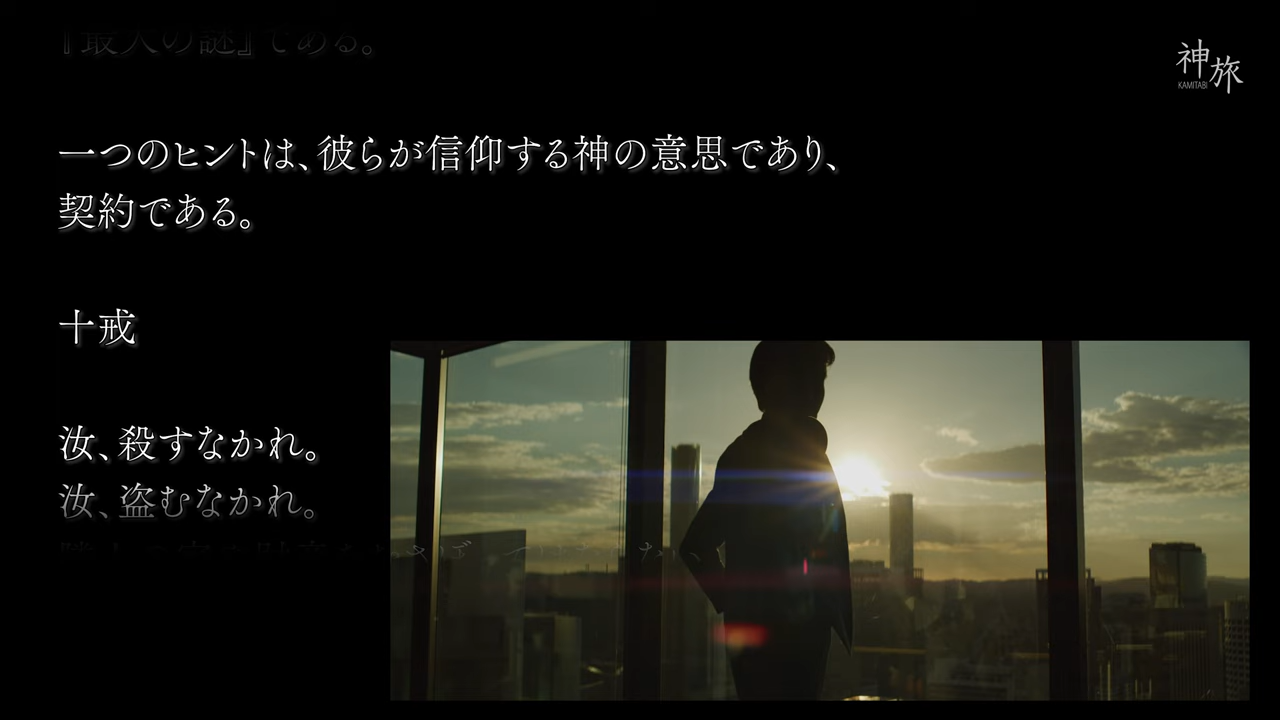 『最大の謎』である。
神旅
KAMITABI
一つのヒントは、彼らが信仰する神の意思であり、
契約である。
十戒
汝、殺すなかれ。
汝、盗むなかれ。